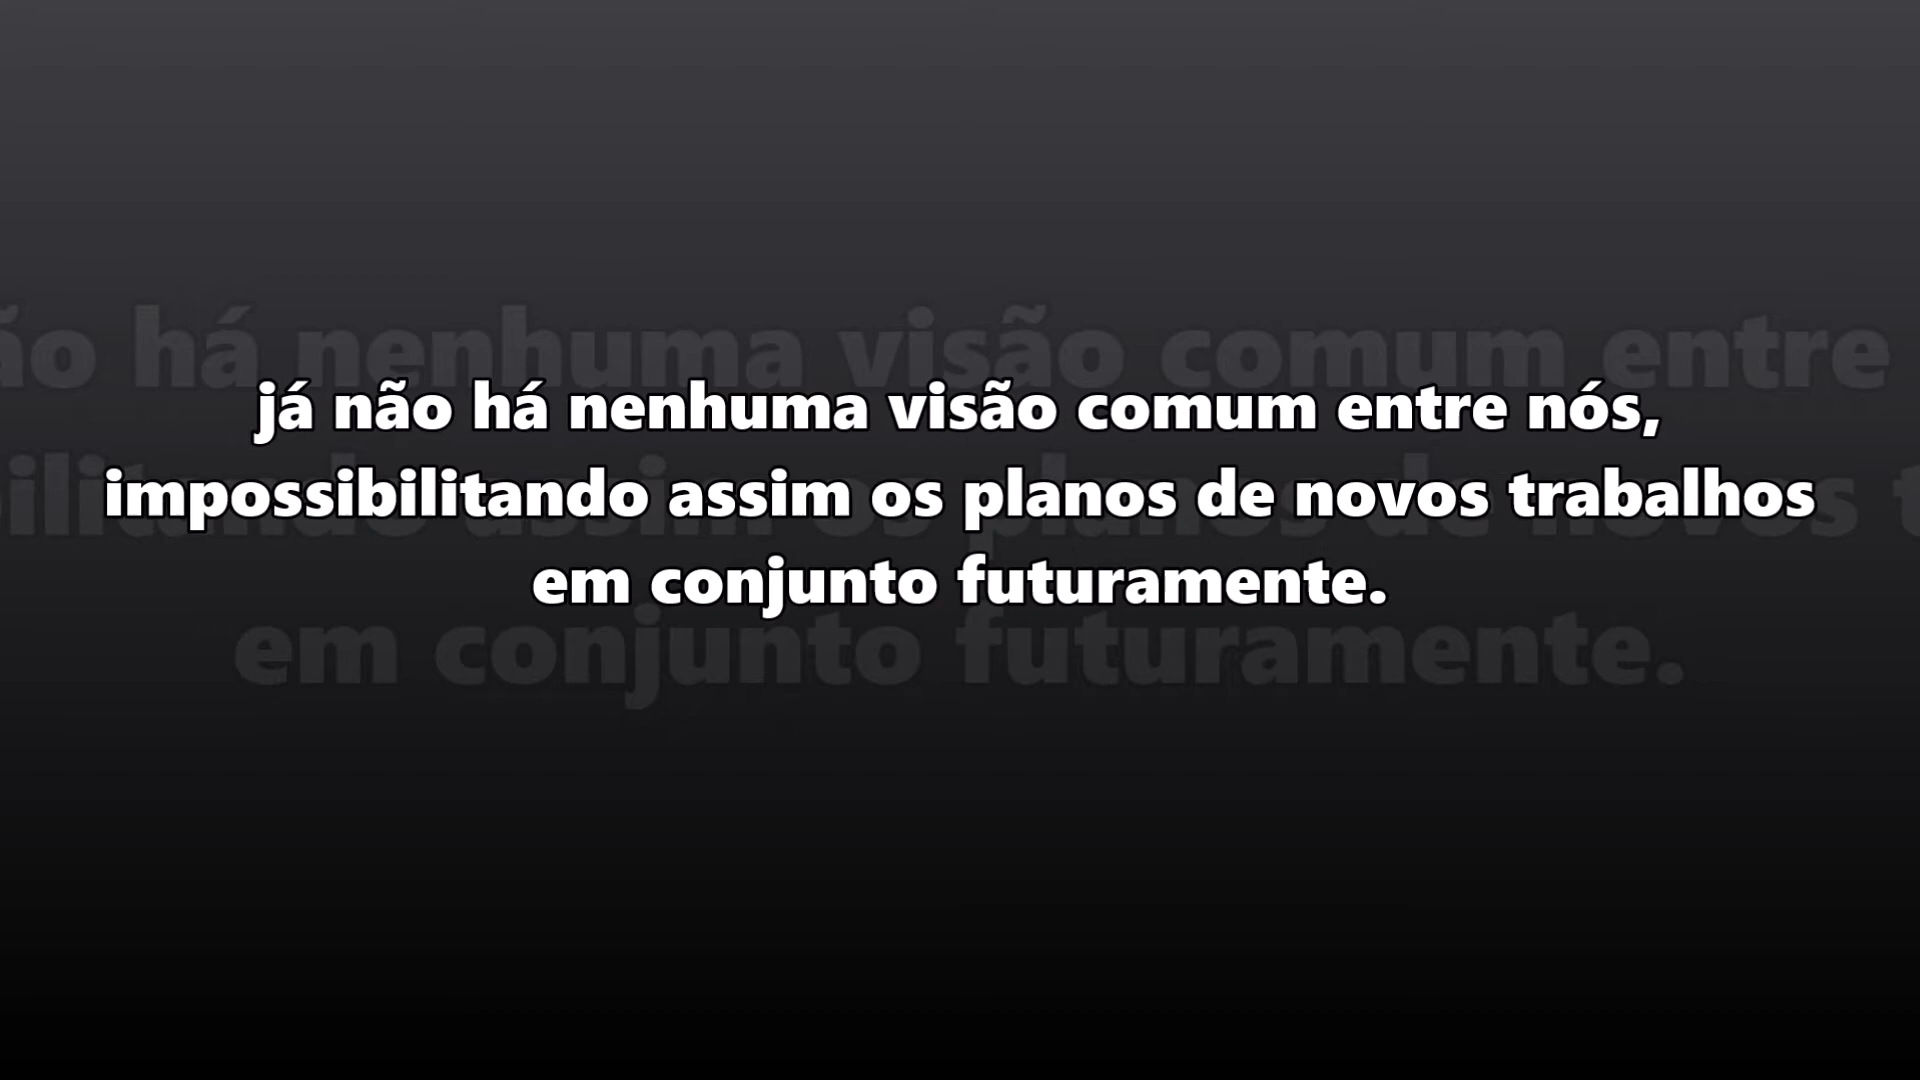 já não há nenhuma visão comum entre nós,
impossibilitando assim os planos de novos trabalhos
em conjunto futuramente.